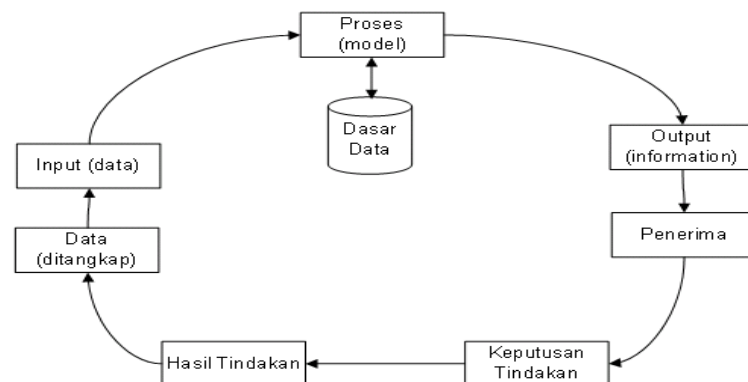 Proses
(model)
Dasar
Data
Output
(information)
Input (data)
Data
(ditangkap)
Penerima
Hasil Tindakan
Keputusan
Tindakan